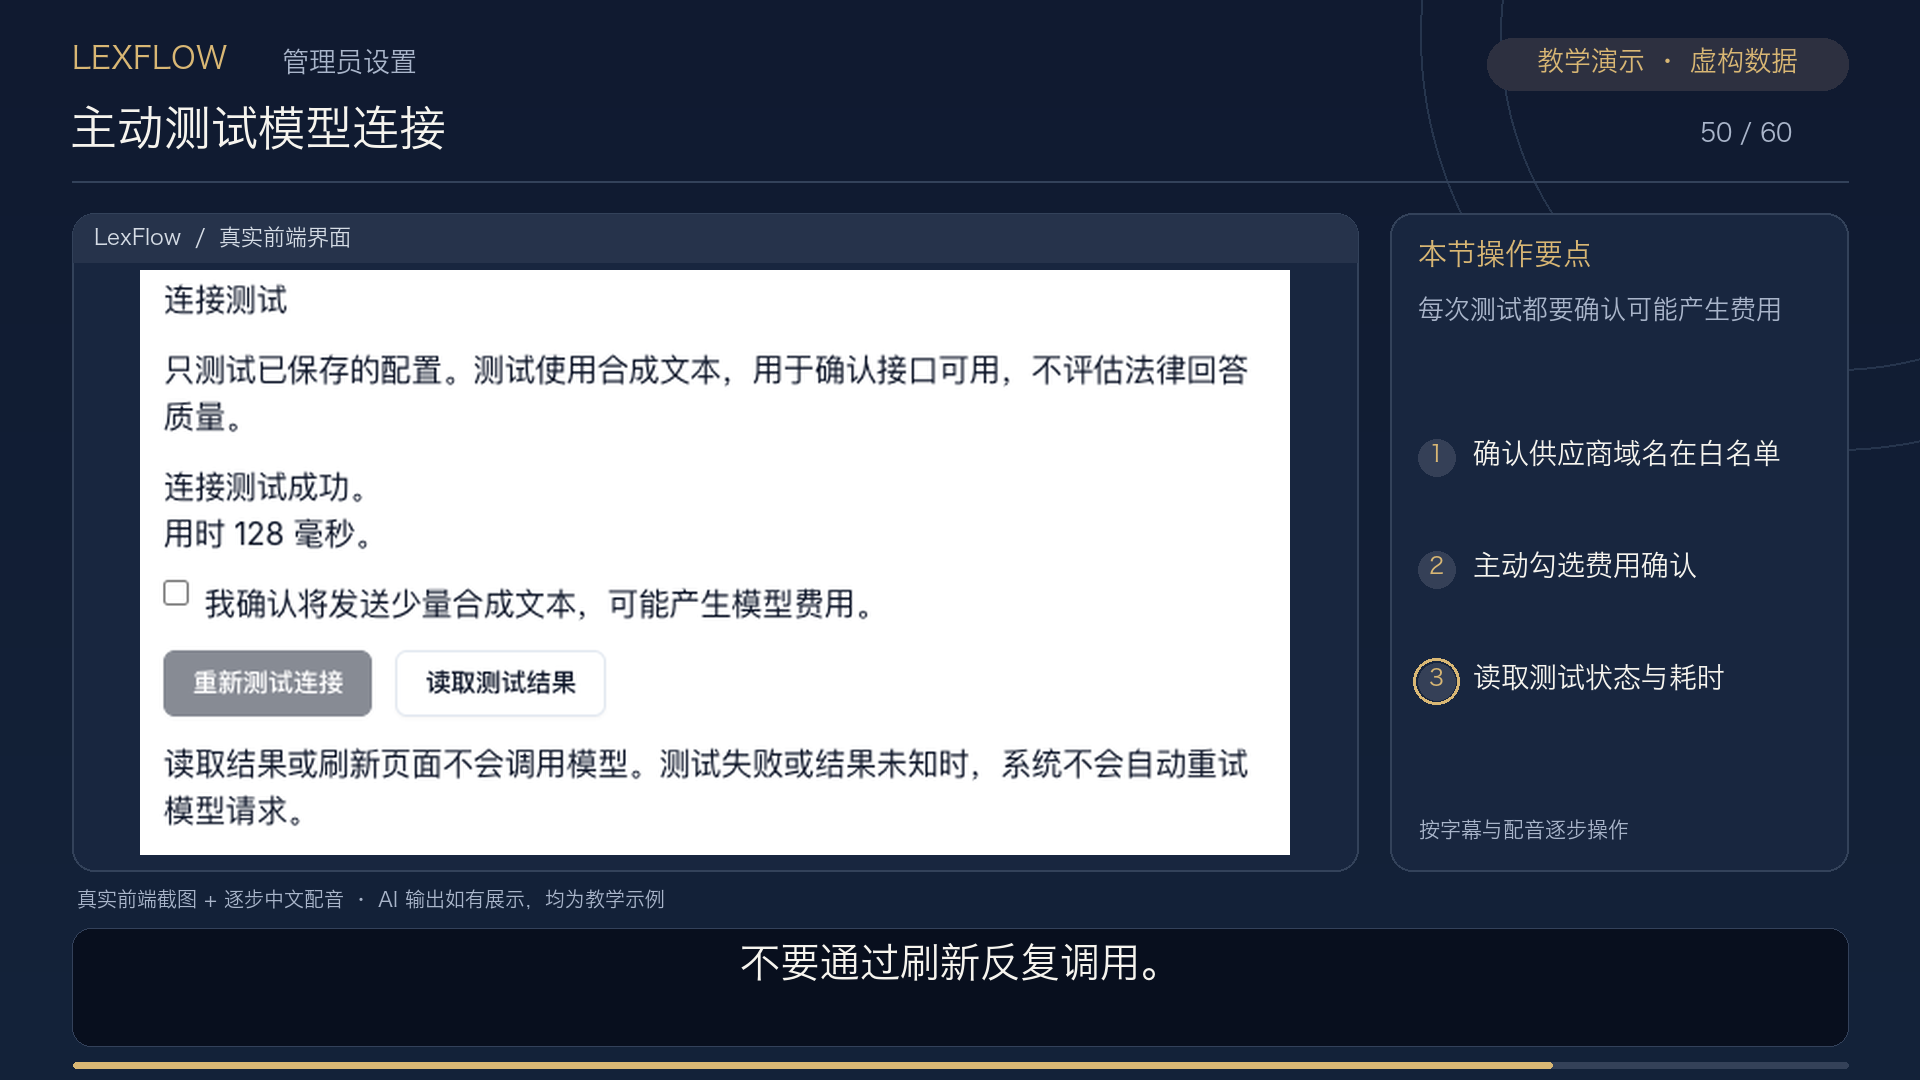 LEXFLOW 管理员设置
教学演示 · 虚构数据
主动测试模型连接
50 / 60
LexFlow / 真实前端界面
连接测试
只测试已保存的配置。测试使用合成文本，用于确认接口可用，不评估法律回答
质量。
连接测试成功。
用时 128 毫秒。
我确认将发送少量合成文本，可能产生模型费用。
重新测试连接
读取测试结果
读取结果或刷新页面不会调用模型。测试失败或结果未知时，系统不会自动重试
模型请求。
本节操作要点
每次测试都要确认可能产生费用
1 确认供应商域名在白名单
2 主动勾选费用确认
3 读取测试状态与耗时
按字幕与配音逐步操作
真实前端截图 + 逐步中文配音 · AI 输出如有展示，均为教学示例
不要通过刷新反复调用。